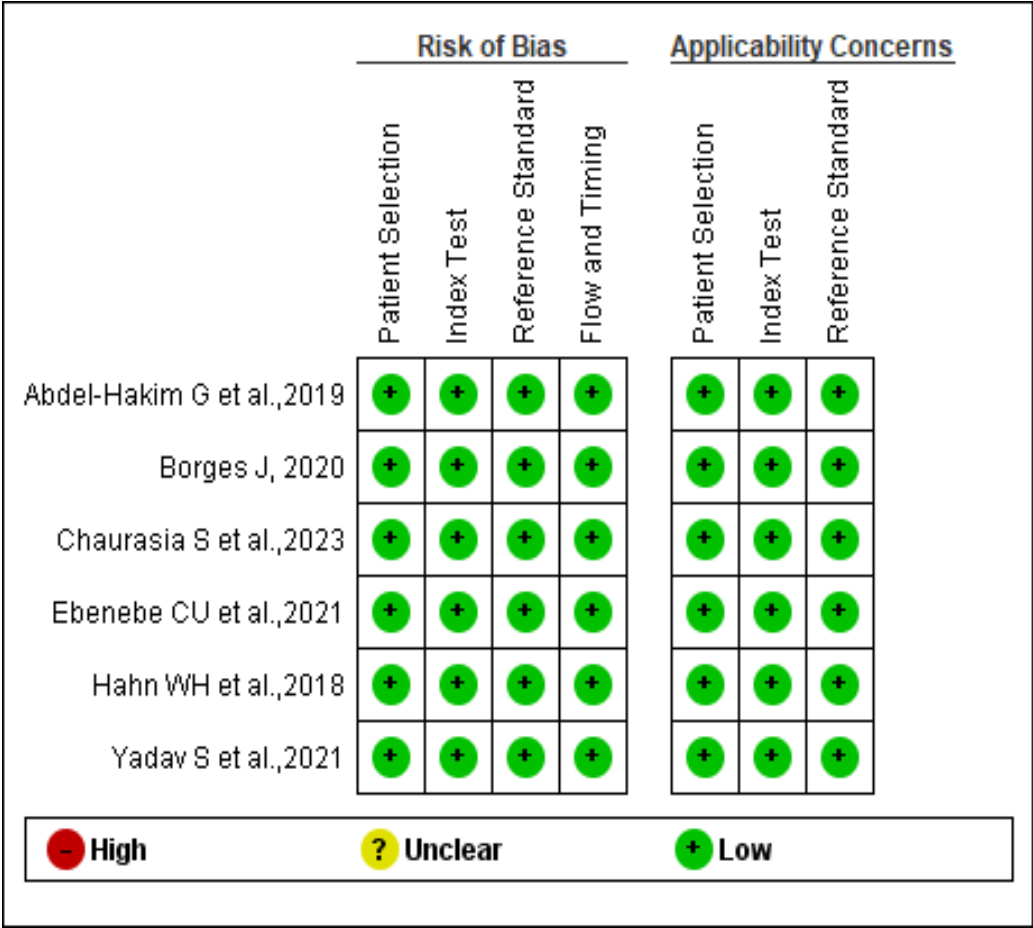 Risk of Bias
Applicability Concerns
Patient Selection
Index Test
Reference Standard
Flow and Timing
Patient Selection
Index Test
Reference Standard
Abdel-Hakim G et al.,2019 + + + + + + +
Borges J, 2020 + + + + + + +
Chaurasia S et al.,2023 + + + + + + +
Ebenebe CU et al.,2021 + + + + + + +
Hahn WH et al.,2018 + + + + + + +
Yadav S et al.,2021 + + + + + + +
- High ? Unclear + Low